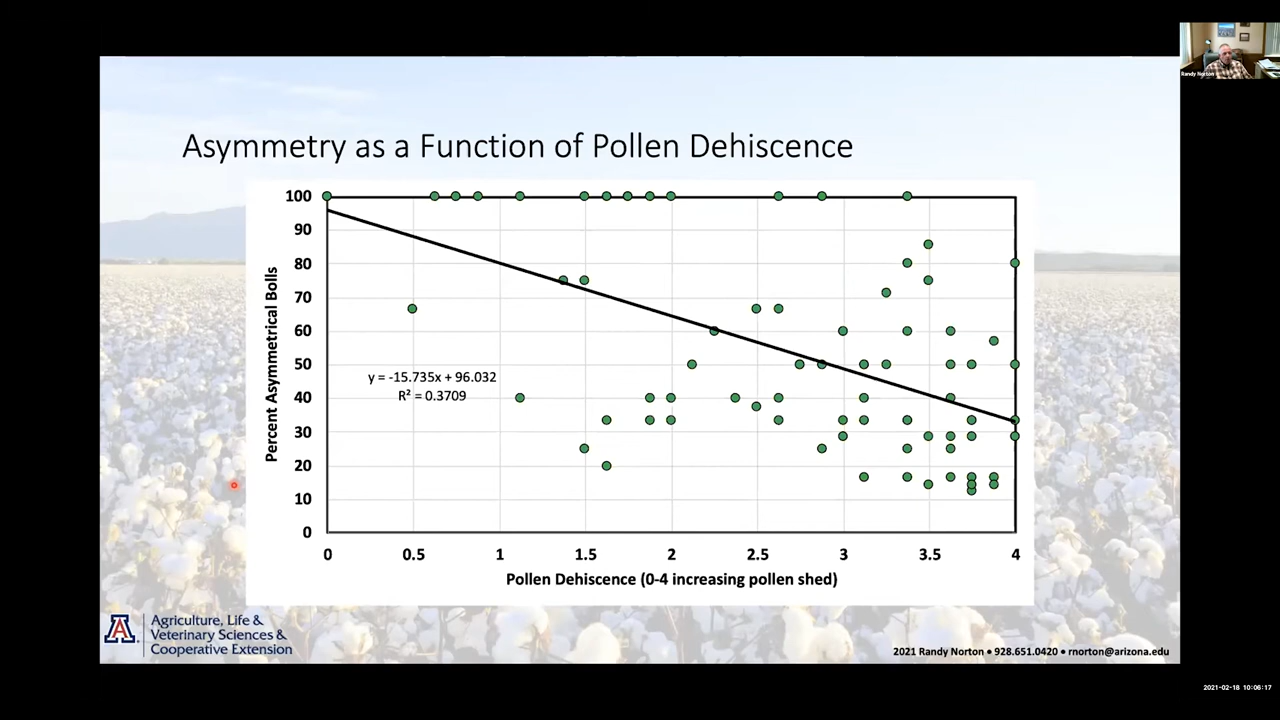 Randy Norton
Asymmetry as a Function of Pollen Dehiscence
100
90
80
70
60
50
40
30
20
10
0
Percent Asymmetrical Bolls
y = -15.735x + 96.032
R² = 0.3709
0 0.5 1 1.5 2 2.5 3 3.5 4
Pollen Dehiscence (0-4 increasing pollen shed)
A
Agriculture, Life &
Veterinary Sciences &
Cooperative Extension
2021 Randy Norton • 928.651.0420 • rnorton@arizona.edu
2021-02-18 10:06:17